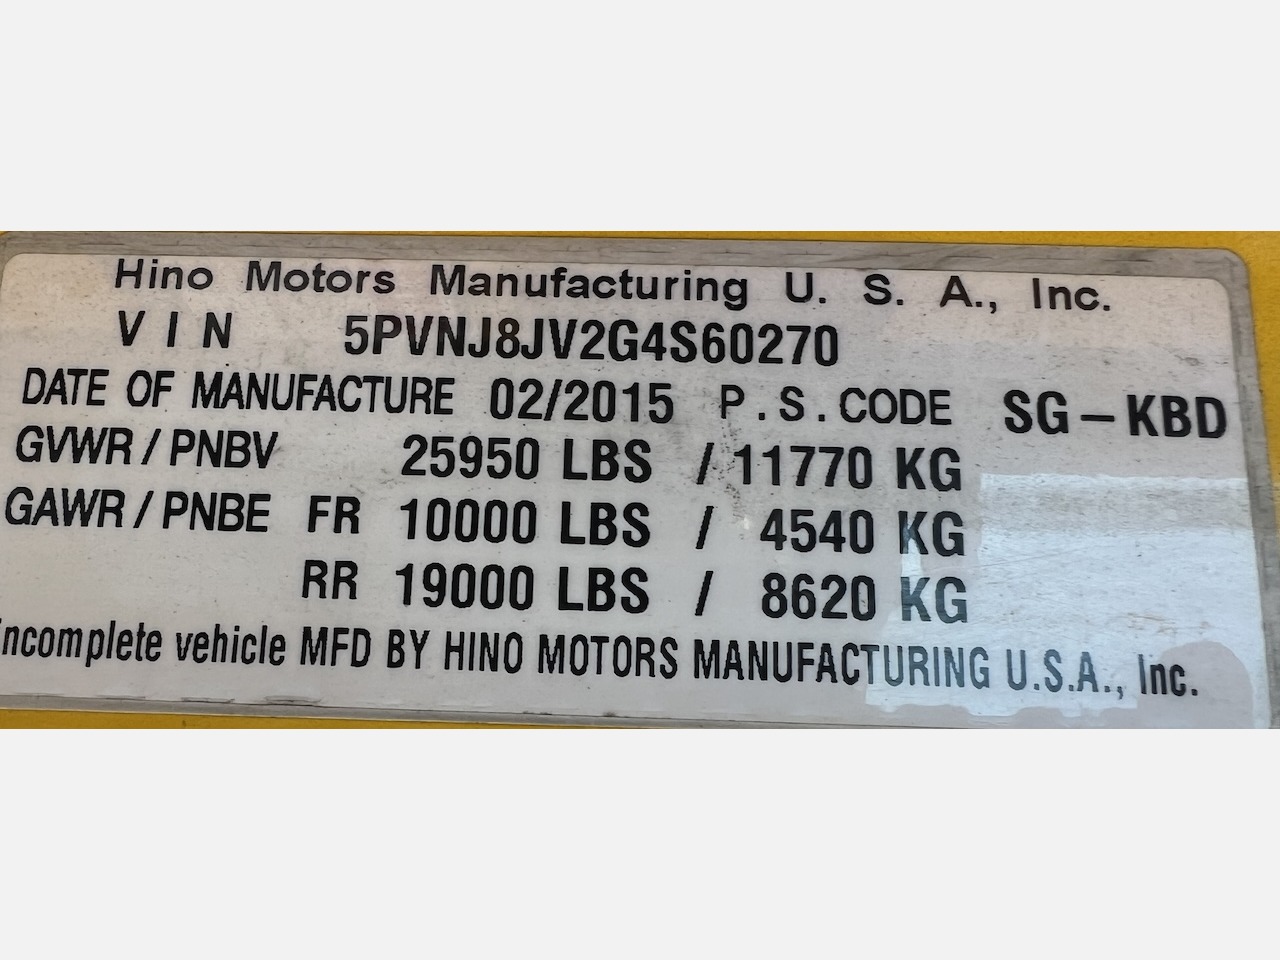 Hino Motors Manufacturing U. S. A., Inc.
VIN 5PVNJ8JV2G4S60270
DATE OF MANUFACTURE 02/2015 P.S.CODE SG-KBD
GVWR/PNBV 25950 LBS /11770 KG
GAWR/PNBE FR 10000 LBS / 4540 KG
RR 19000 LBS / 8620 KG
Incomplete vehicle MFD BY HINO MOTORS MANUFACTURING U.S.A., Inc.